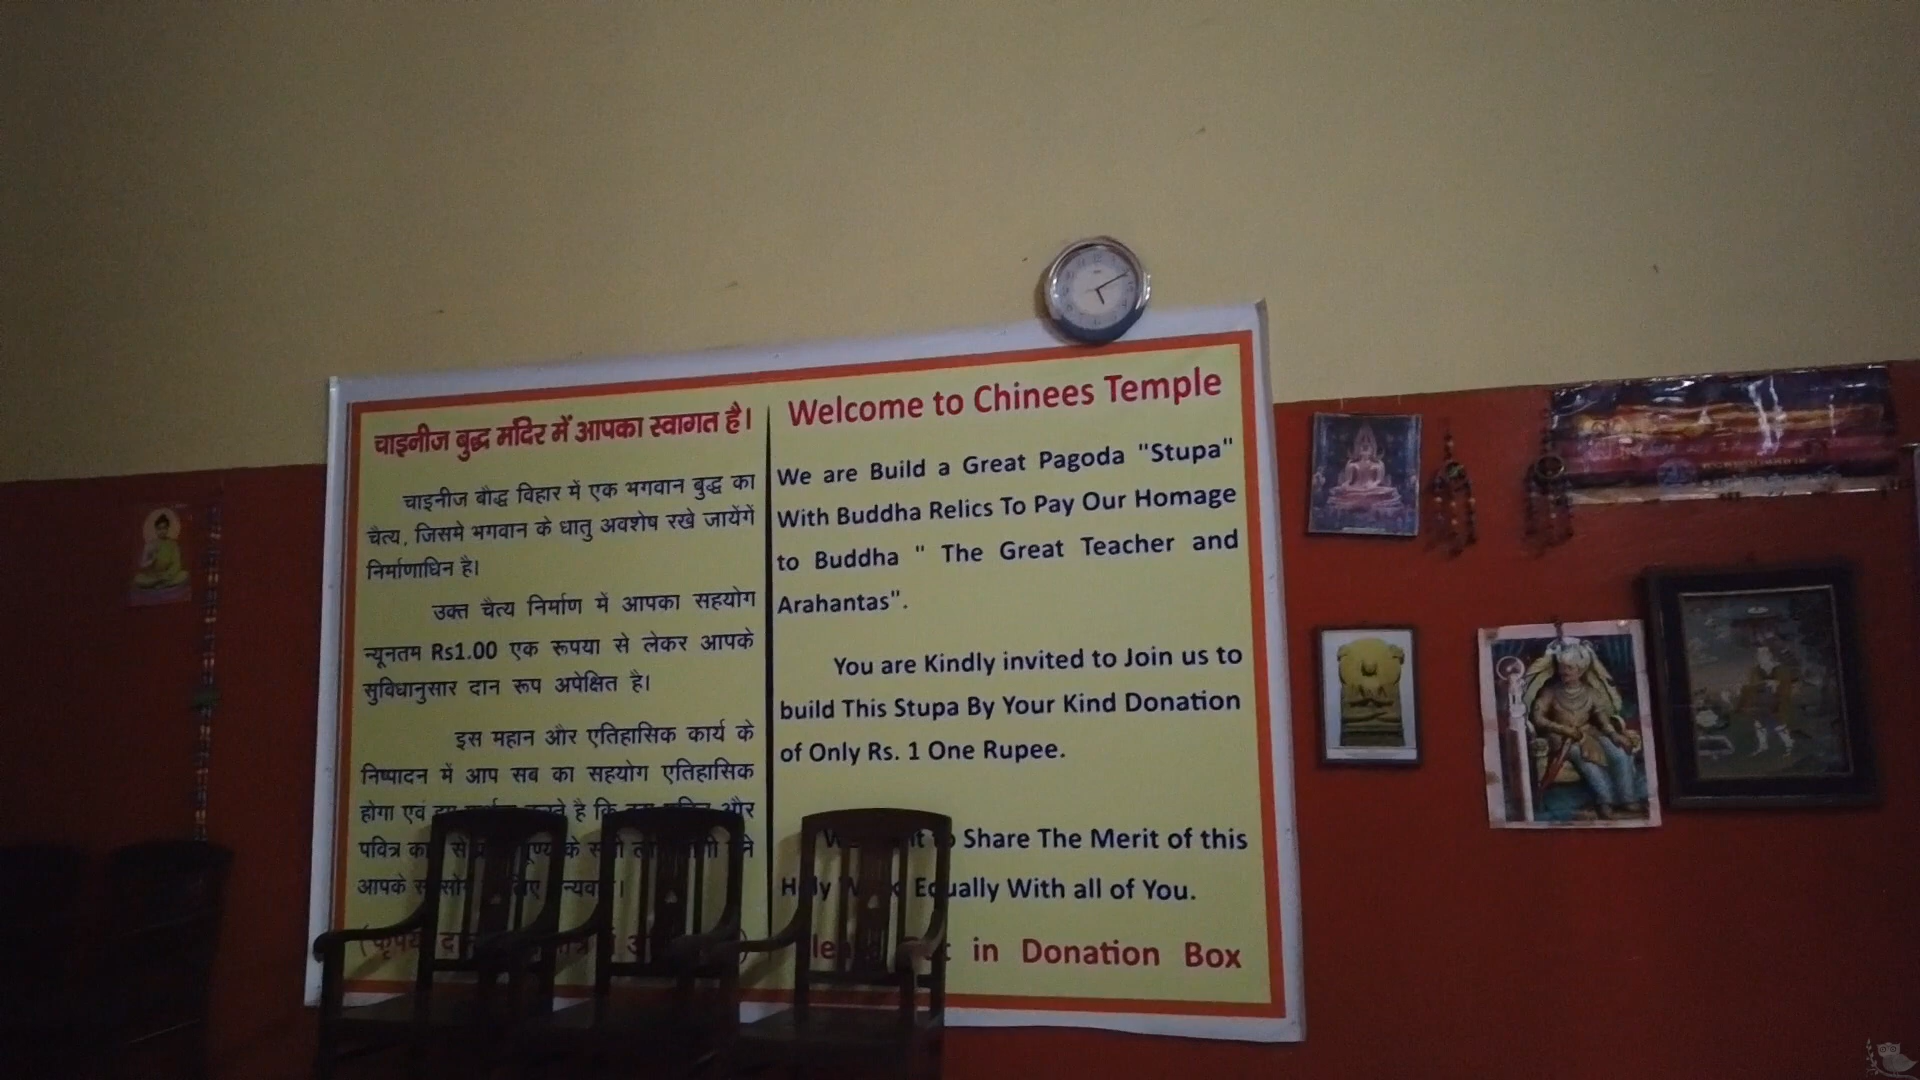 चाइनीज बुद्ध मंदिर में आपका स्वागत है।
चाइनीज बौद्ध विहार में एक भगवान बुद्ध का
चैत्य, जिसमे भगवान के धातु अवशेष रखे जायेंगें
निर्माणाधिन है।
उक्त चैत्य निर्माण में आपका सहयोग
न्यूनतम Rs1.00 एक रूपया से लेकर आपके
सुविधानुसार दान रूप अपेक्षित है।
इस महान और एतिहासिक कार्य के
निष्पादन में आप सब का सहयोग एतिहासिक
होगा एवं है कि और
पवित्र के
आपके
Welcome to Chinees Temple
We are Build a Great Pagoda "Stupa"
With Buddha Relics To Pay Our Homage
to Buddha " The Great Teacher and
Arahantas".
You are Kindly invited to Join us to
build This Stupa By Your Kind Donation
of Only Rs. 1 One Rupee.
Share The Merit of this
Equally With all of You.
in Donation Box